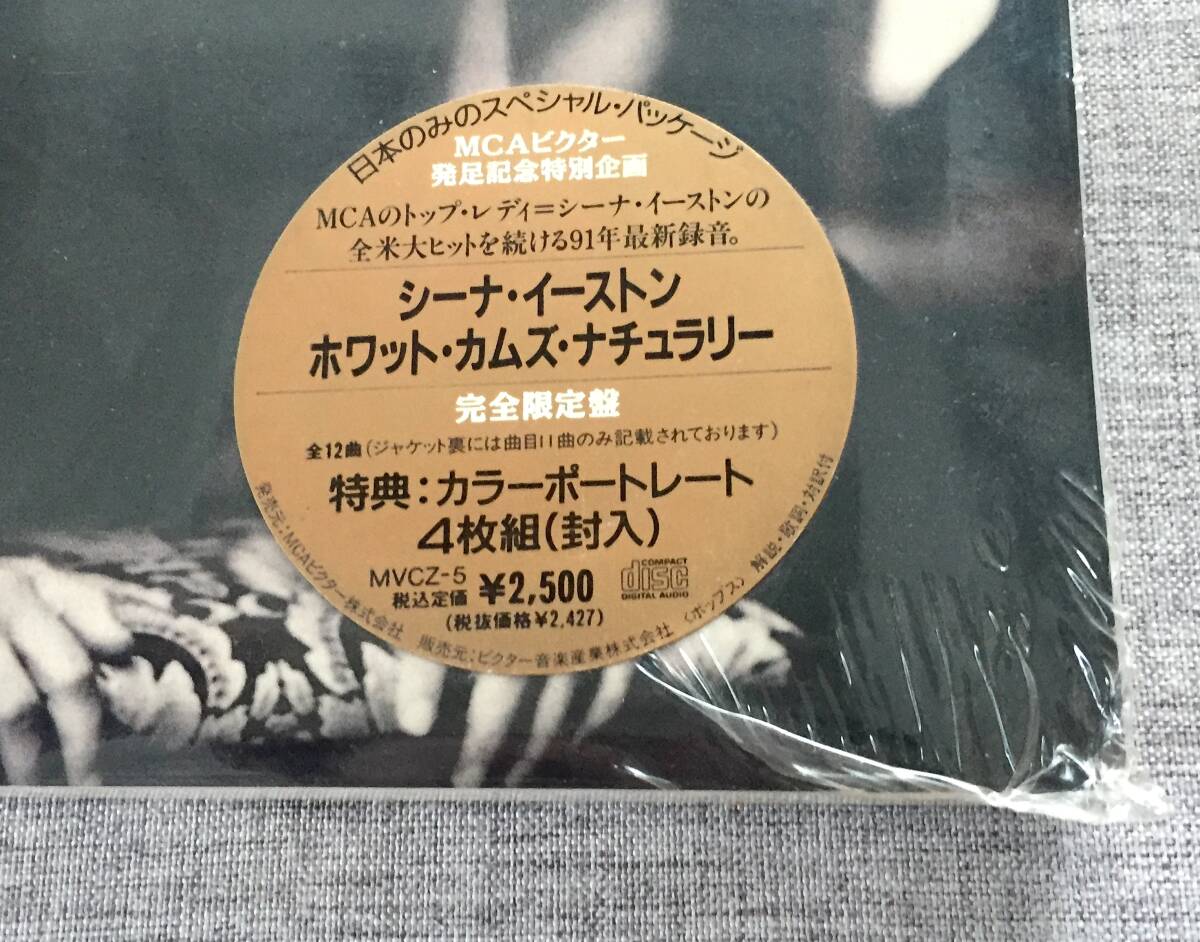 日本のみのスペシャル・パッケージ
MCAビクター
発足記念特別企画
MCAのトップ・レディ=シーナ・イーストンの
全米大ヒットを続ける91年最新録音。
シーナ・イーストン
ホワット・カムズ・ナチュラリー
完全限定盤
全12曲(ジャケット裏には曲目11曲のみ記載されております)
特典:カラーポートレート
4枚組(封入)
MVCZ-5
税込定価 ¥2,500
(税抜価格¥2,427)
COMPACT
disc
DIGITAL AUDIO
発売元:MCAビクター株式会社 販売元:ビクター音楽産業株式会社 〈ポップス〉 解説・歌詞・対訳付